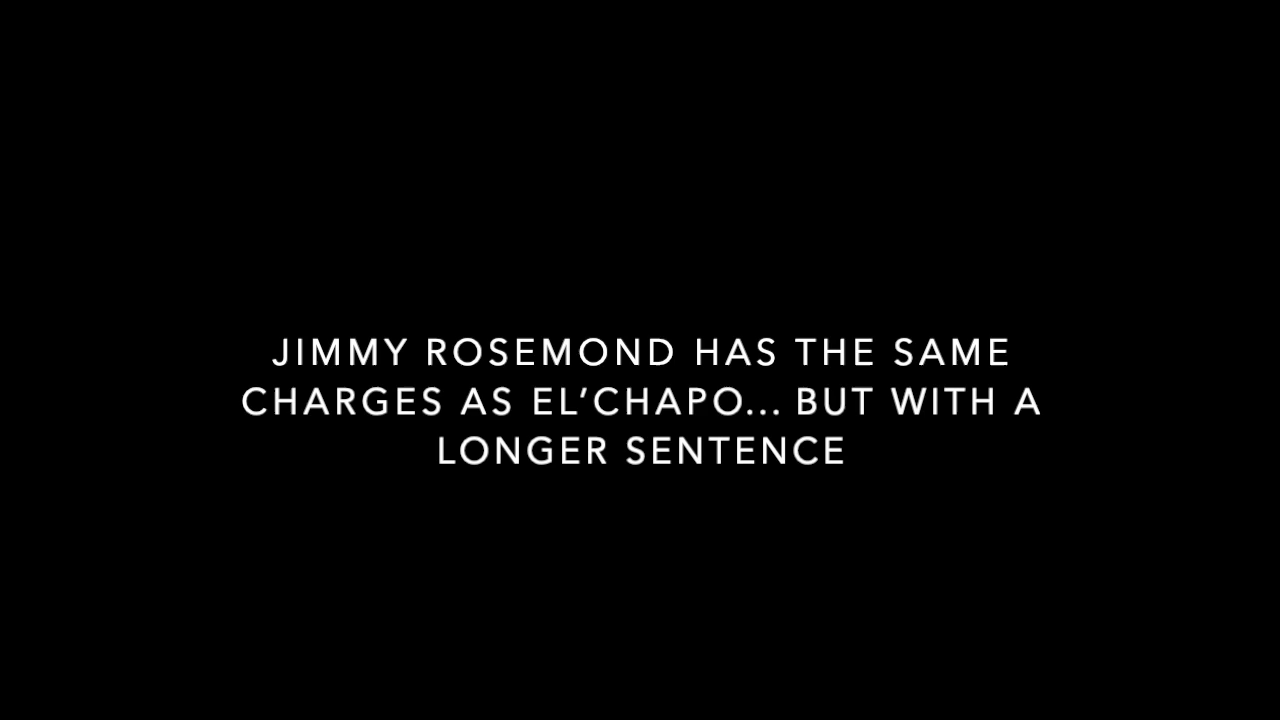 JIMMY ROSEMOND HAS THE SAME
CHARGES AS EL’CHAPO... BUT WITH A
LONGER SENTENCE